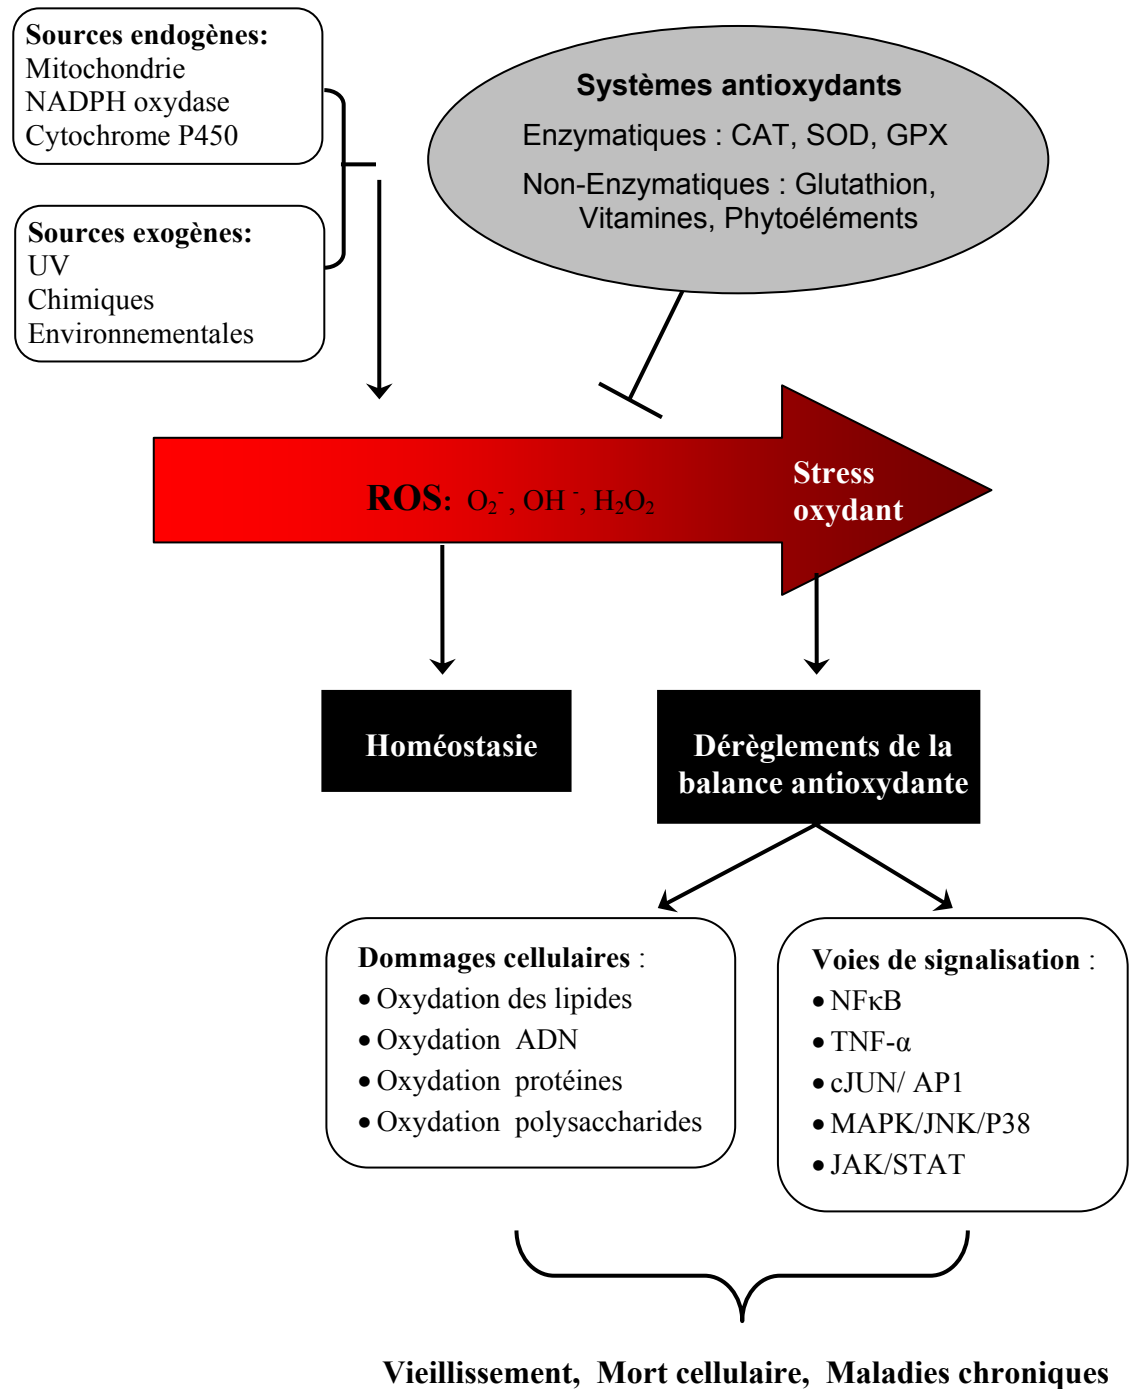 Sources endogènes:
Mitochondrie
NADPH oxydase
Cytochrome P450
Sources exogènes:
UV
Chimiques
Environnementales
Systèmes antioxydants
Enzymatiques : CAT, SOD, GPX
Non-Enzymatiques : Glutathion,
Vitamines, Phytoéléments
ROS: O₂⁻, OH⁻, H₂O₂
Stress
oxydant
Homéostasie
Dérèglements de la
balance antioxydante
Dommages cellulaires :
• Oxydation des lipides
• Oxydation ADN
• Oxydation protéines
• Oxydation polysaccharides
Voies de signalisation :
• NFκB
• TNF-α
• cJUN/ AP1
• MAPK/JNK/P38
• JAK/STAT
Vieillissement, Mort cellulaire, Maladies chroniques